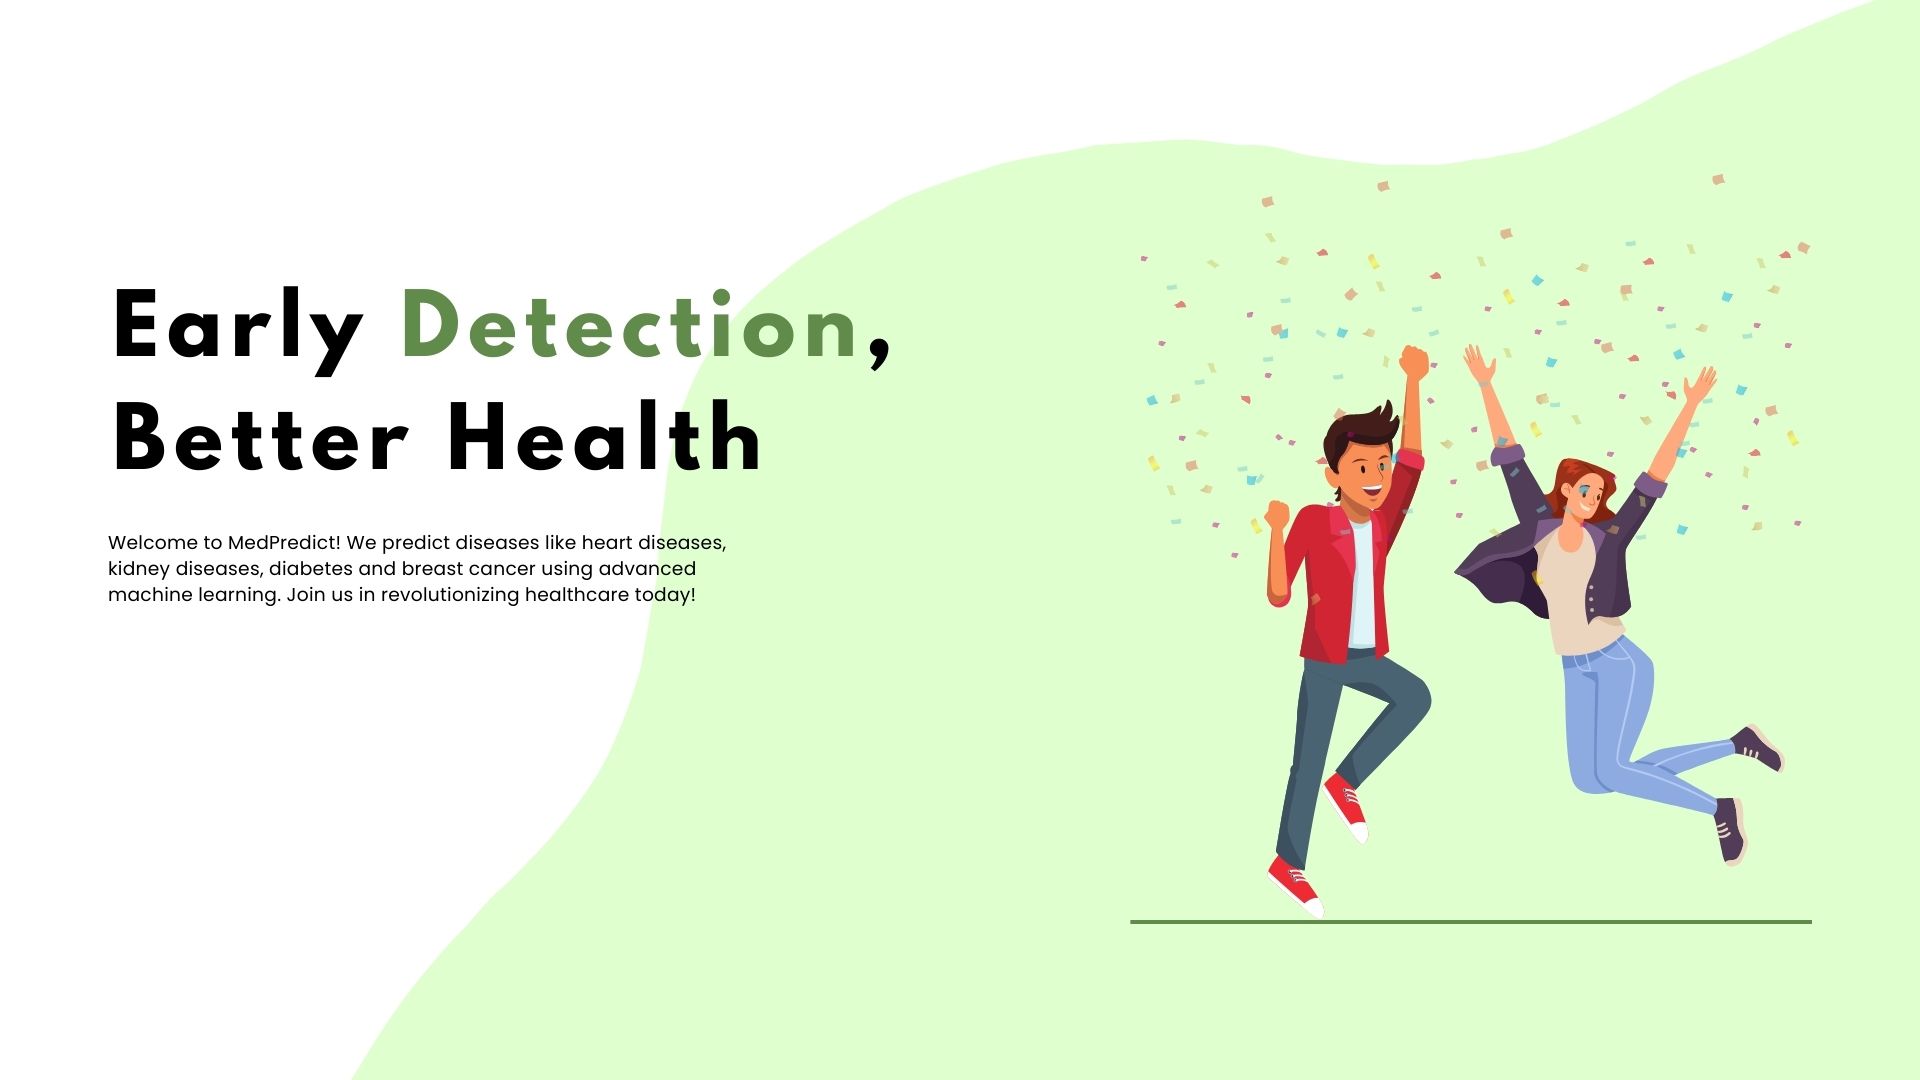 Early Detection,
Better Health
Welcome to MedPredict! We predict diseases like heart diseases,
kidney diseases, diabetes and breast cancer using advanced
machine learning. Join us in revolutionizing healthcare today!